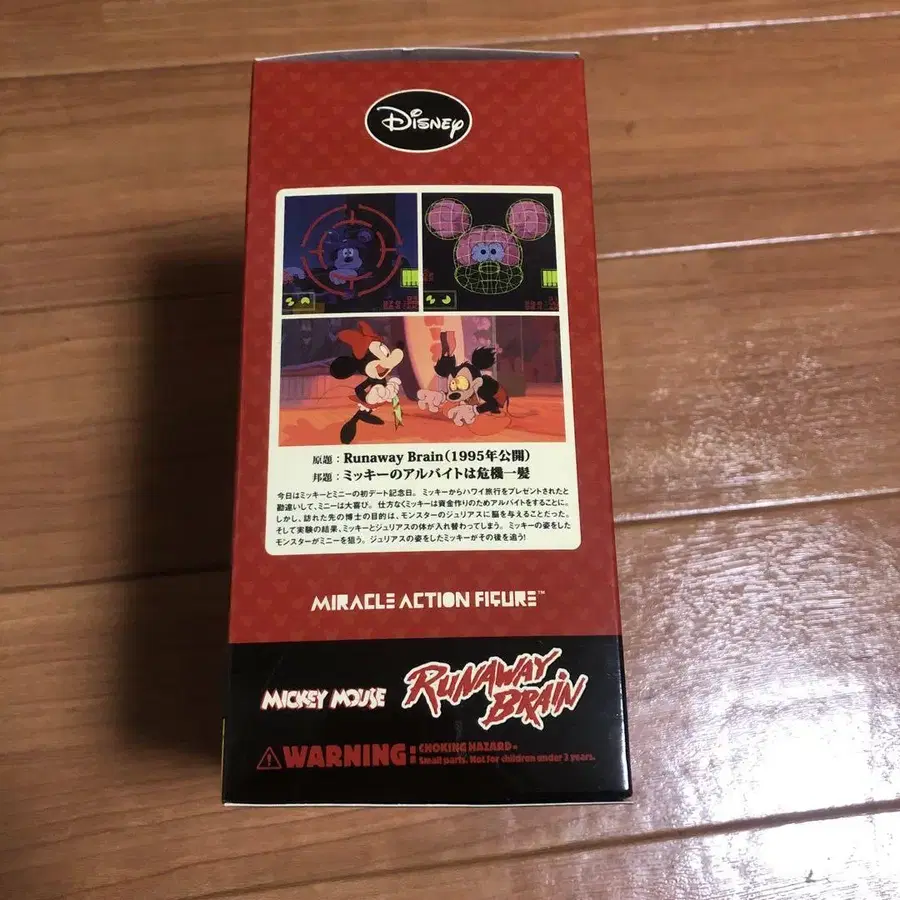 Disney
原題：Runaway Brain（1995年公開）
邦題：ミッキーのアルバイトは危機一髪
今日はミッキーとミニーの初デート記念日。ミッキーからハワイ旅行をプレゼントされたと
勘違いして、ミニーは大喜び。仕方なくミッキーは資金作りのためアルバイトをすることに。
しかし、訪れた先の博士の目的は、モンスターのジュリアスに脳を与えることだった。
そして実験の結果、ミッキーとジュリアスの体が入れ替わってしまう。ミッキーの姿をした
モンスターがミニーを狙う。ジュリアスの姿をしたミッキーがその後を追う!
MIRACLE ACTION FIGURE™
MICKEY MOUSE RUNAWAY BRAIN
WARNING: CHOKING HAZARD-
Small parts. Not for children under 3 years.